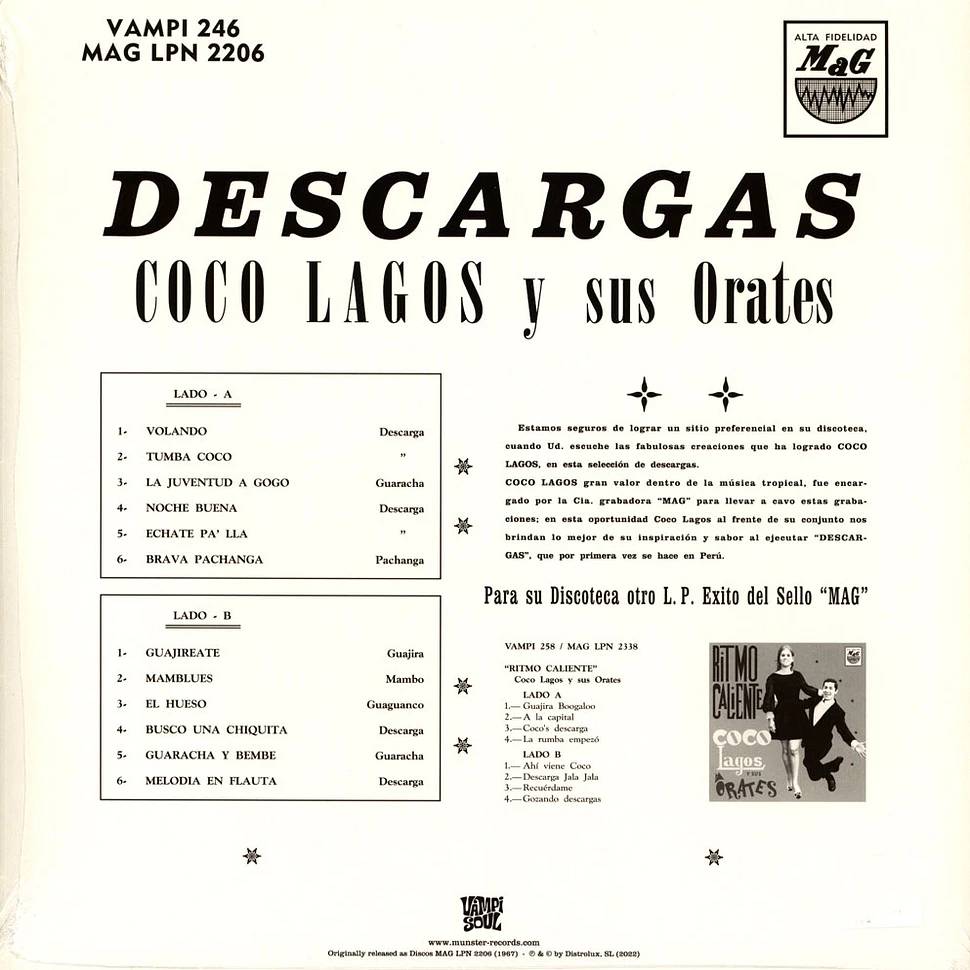 VAMPI 246
MAG LPN 2206
ALTA FIDELIDAD
MaG
DESCARGAS
COCO LAGOS y sus Orates
LADO - A
1- VOLANDO Descarga
2- TUMBA COCO ”
3- LA JUVENTUD A GOGO Guaracha
4- NOCHE BUENA Descarga
5- ECHATE PA' LLA ”
6- BRAVA PACHANGA Pachanga
LADO - B
1- GUAJIREATE Guajira
2- MAMBLUES Mambo
3- EL HUESO Guaguanco
4- BUSCO UNA CHIQUITA Descarga
5- GUARACHA Y BEMBE Guaracha
6- MELODIA EN FLAUTA Descarga
Estamos seguros de lograr un sitio preferencial en su discoteca,
cuando Ud. escuche las fabulosas creaciones que ha logrado COCO
LAGOS, en esta selección de descargas.
COCO LAGOS gran valor dentro de la música tropical, fue encar-
gado por la Cia. grabadora “MAG” para llevar a cavo estas graba-
ciones; en esta oportunidad Coco Lagos al frente de su conjunto nos
brindan lo mejor de su inspiración y sabor al ejecutar “DESCAR-
GAS”, que por primera vez se hace en Perú.
Para su Discoteca otro L. P. Exito del Sello “MAG”
VAMPI 258 / MAG LPN 2338
“RITMO CALIENTE”
Coco Lagos y sus Orates
LADO A
1.—Guajira Boogaloo
2.—A la capital
3.—Coco's descarga
4.—La rumba empezó
LADO B
1.—Ahí viene Coco
2.—Descarga Jala Jala
3.—Recuérdame
4.—Gozando descargas
RiTMO
CALiENTE
COCO
Lagos
Y SUS
ORATES
MaG
VAMPi
SOUL
www.munster-records.com
Originally released as Discos MAG LPN 2206 (1967) - ℗ & © by Distrolux, SL (2022)